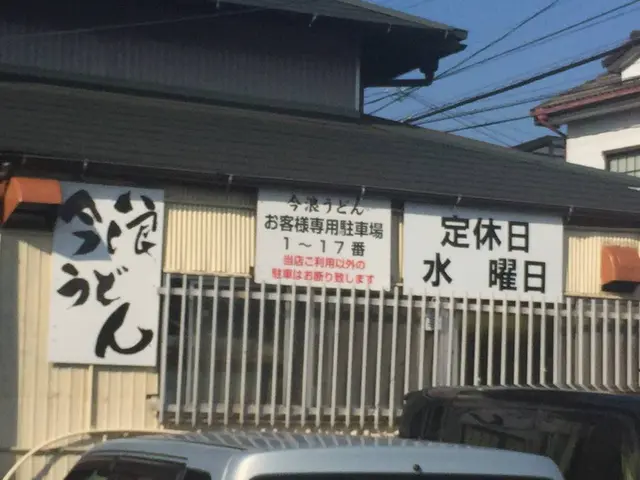 今浪
うどん
今浪うどん
お客様専用駐車場
1～17番
当店ご利用以外の
駐車はお断り致します
定休日
水 曜日